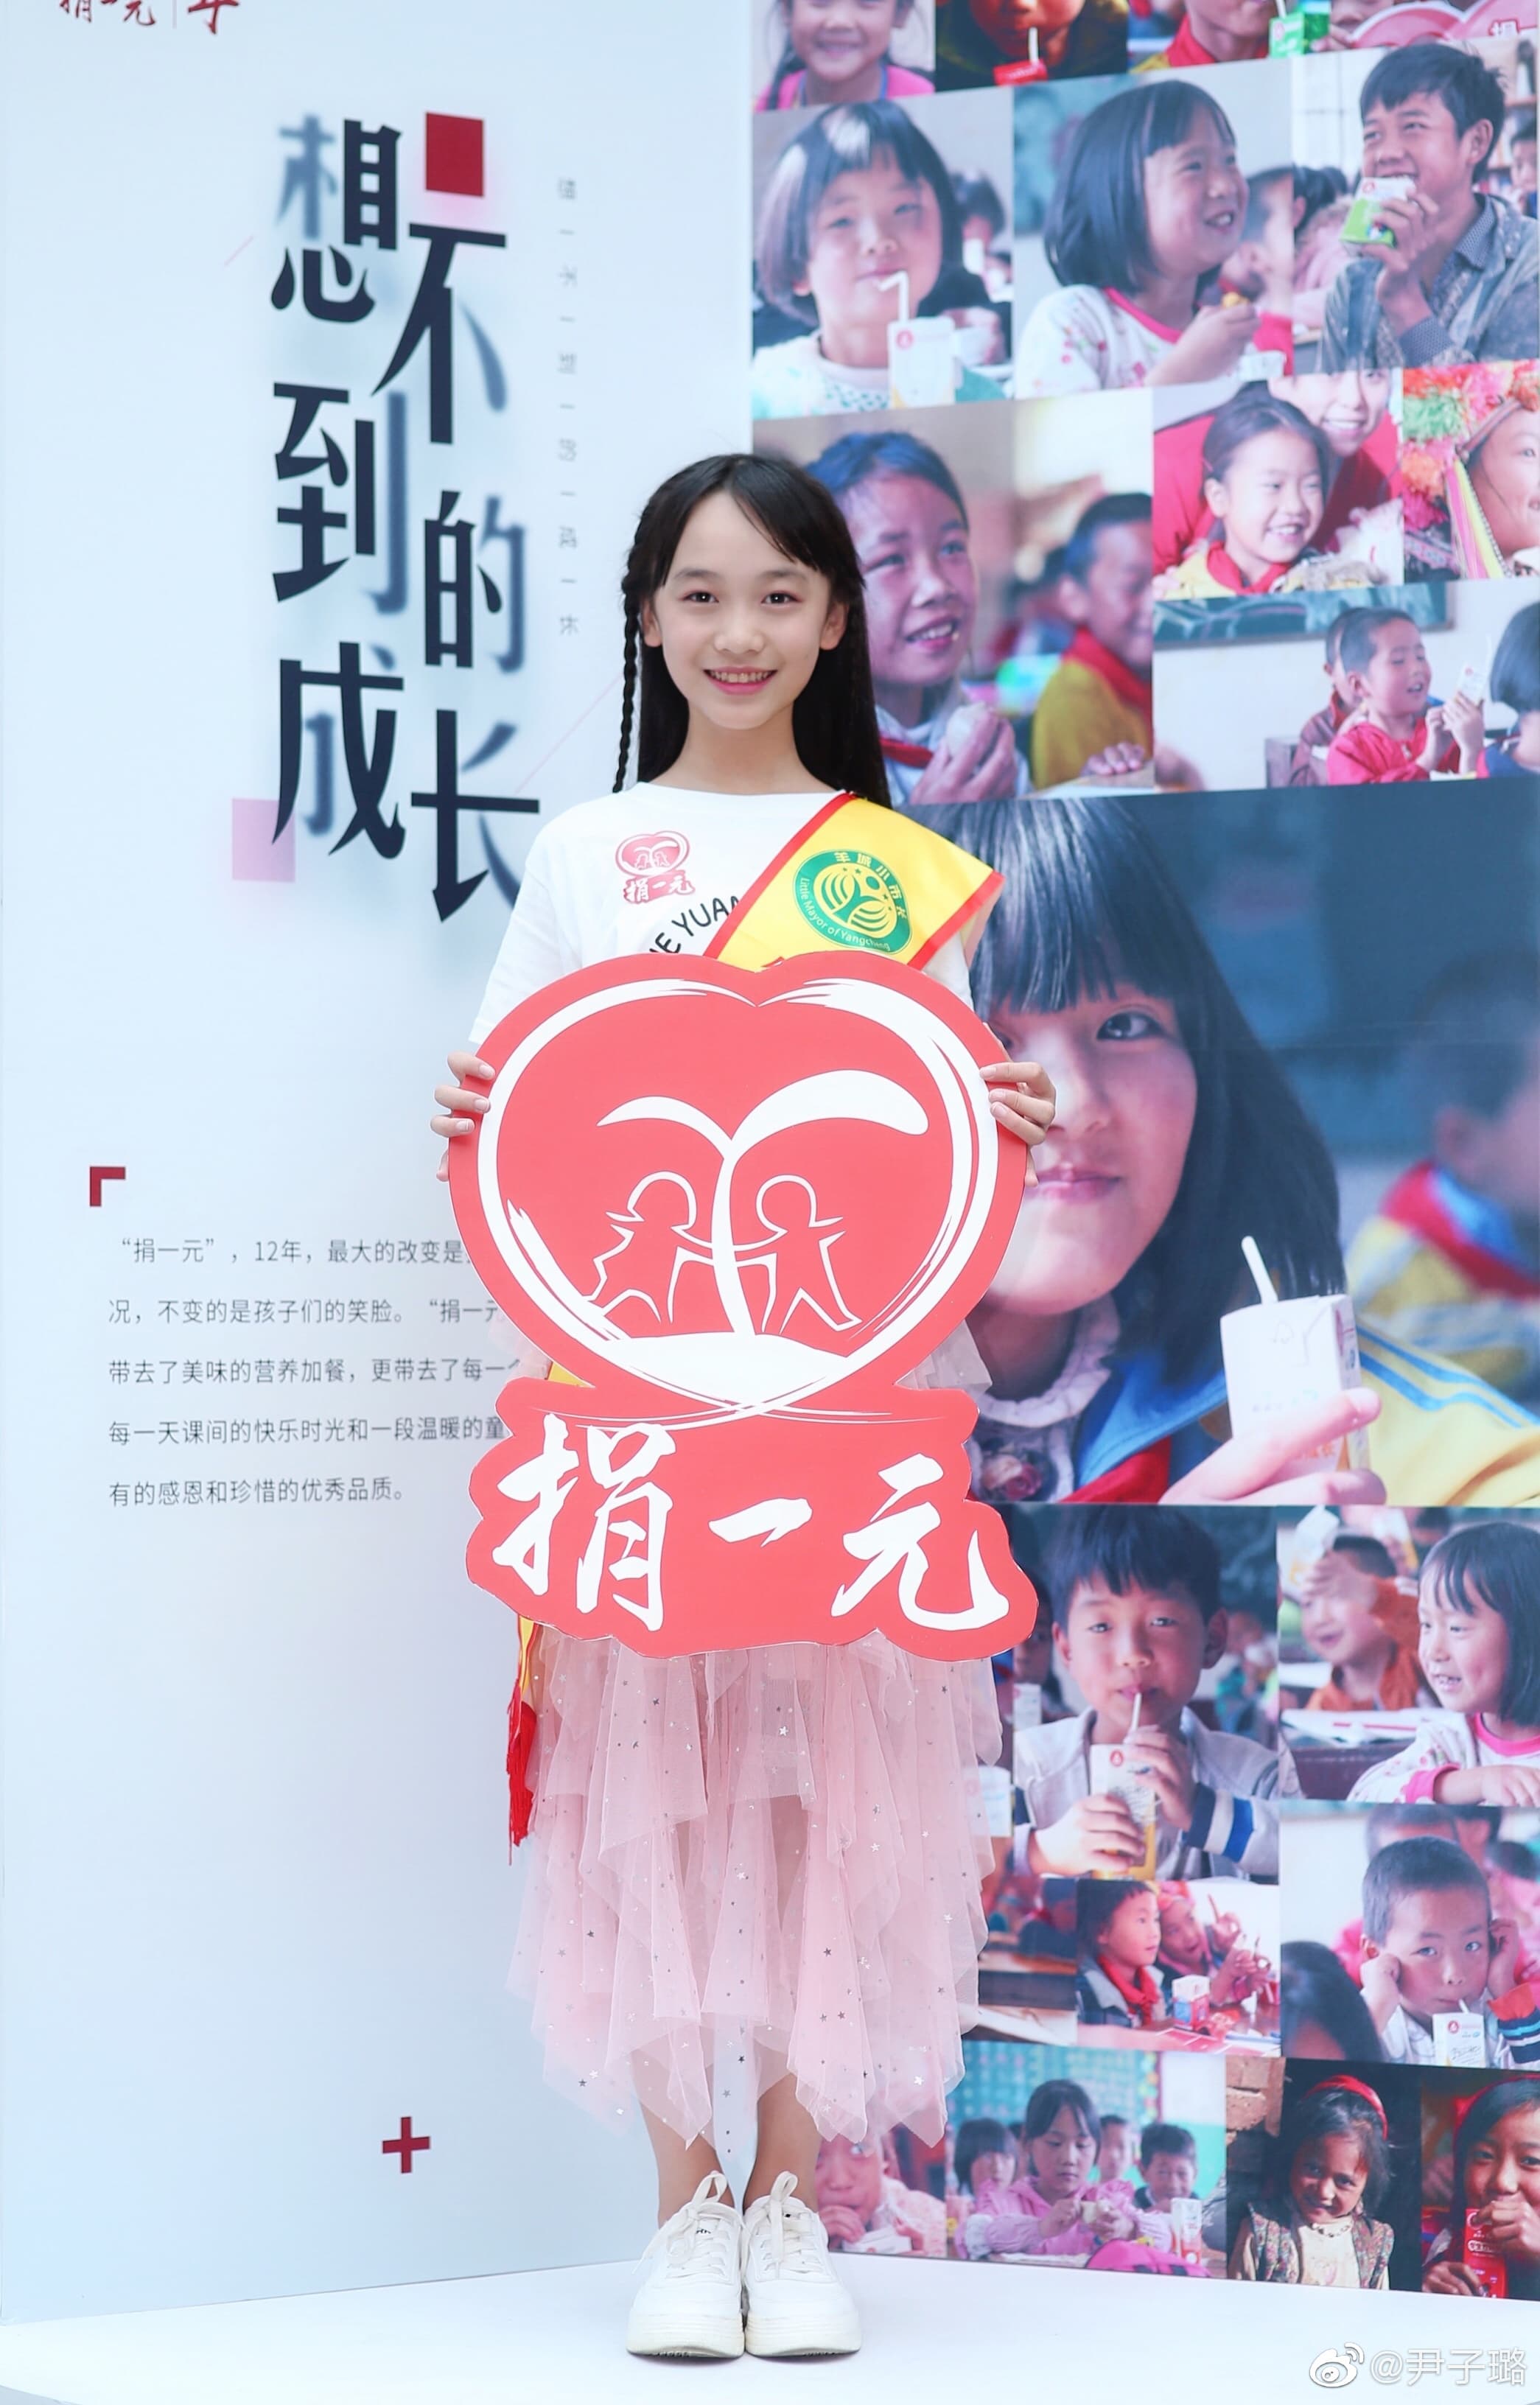 捐一元
年
想不
到的
成长
捐一元
YUAN
羊城小市长
Little Mayor of Yangcheng
“捐一元”，12年，最大的改变是
况，不变的是孩子们的笑脸。“捐一元
带去了美味的营养加餐，更带去了每一个
每一天课间的快乐时光和一段温暖的童
有的感恩和珍惜的优秀品质。
捐一元
@尹子璐